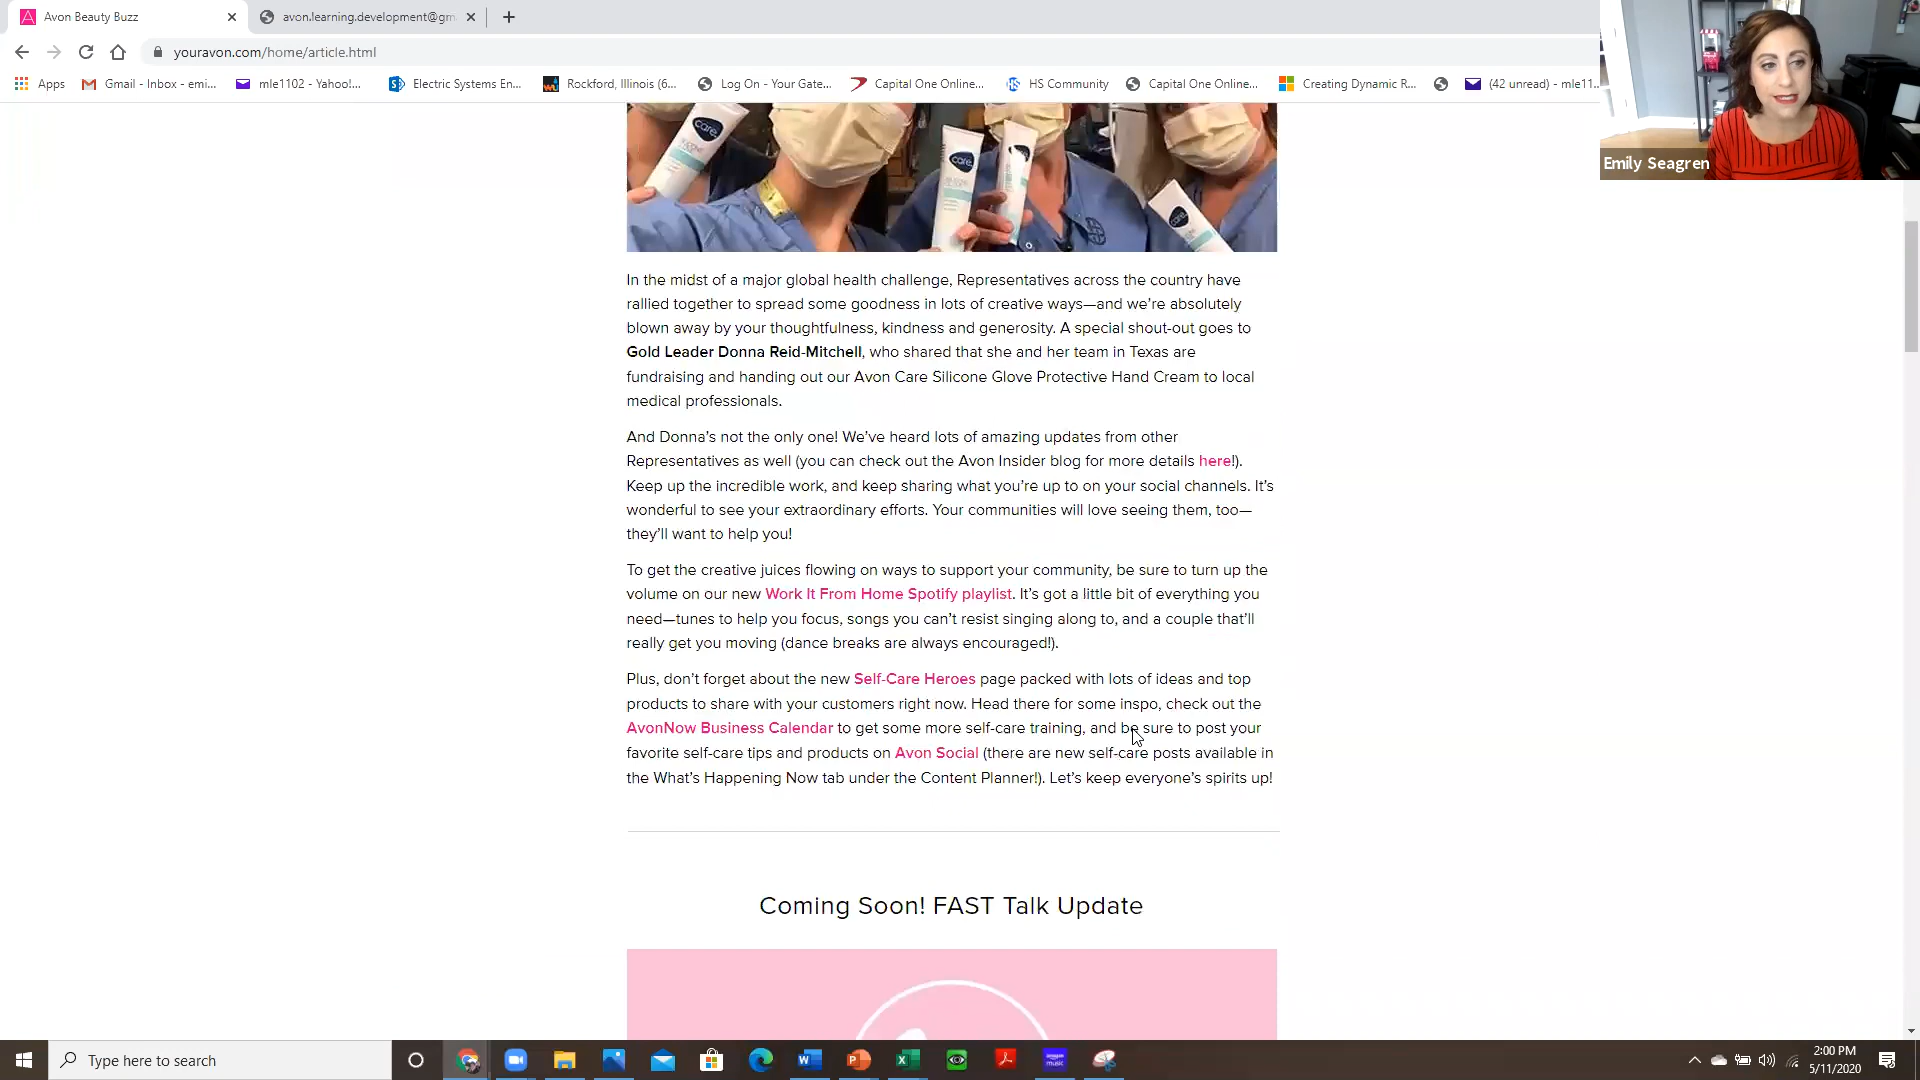 Avon Beauty Buzz
avon.learning.development@gm
youravon.com/home/article.html
Apps
Gmail - Inbox - emi...
mle1102 - Yahoo!...
Electric Systems En...
Rockford, Illinois (6...
Log On - Your Gate...
Capital One Online...
HS Community
Capital One Online...
Creating Dynamic R...
(42 unread) - mle11...
Emily Seagren
care.
care.
In the midst of a major global health challenge, Representatives across the country have
rallied together to spread some goodness in lots of creative ways—and we're absolutely
blown away by your thoughtfulness, kindness and generosity. A special shout-out goes to
Gold Leader Donna Reid-Mitchell, who shared that she and her team in Texas are
fundraising and handing out our Avon Care Silicone Glove Protective Hand Cream to local
medical professionals.
And Donna's not the only one! We've heard lots of amazing updates from other
Representatives as well (you can check out the Avon Insider blog for more details here!).
Keep up the incredible work, and keep sharing what you're up to on your social channels. It's
wonderful to see your extraordinary efforts. Your communities will love seeing them, too—
they'll want to help you!
To get the creative juices flowing on ways to support your community, be sure to turn up the
volume on our new Work It From Home Spotify playlist. It's got a little bit of everything you
need—tunes to help you focus, songs you can't resist singing along to, and a couple that'll
really get you moving (dance breaks are always encouraged!).
Plus, don't forget about the new Self-Care Heroes page packed with lots of ideas and top
products to share with your customers right now. Head there for some inspo, check out the
AvonNow Business Calendar to get some more self-care training, and be sure to post your
favorite self-care tips and products on Avon Social (there are new self-care posts available in
the What's Happening Now tab under the Content Planner!). Let's keep everyone's spirits up!
Coming Soon! FAST Talk Update
Type here to search
2:00 PM
5/11/2020